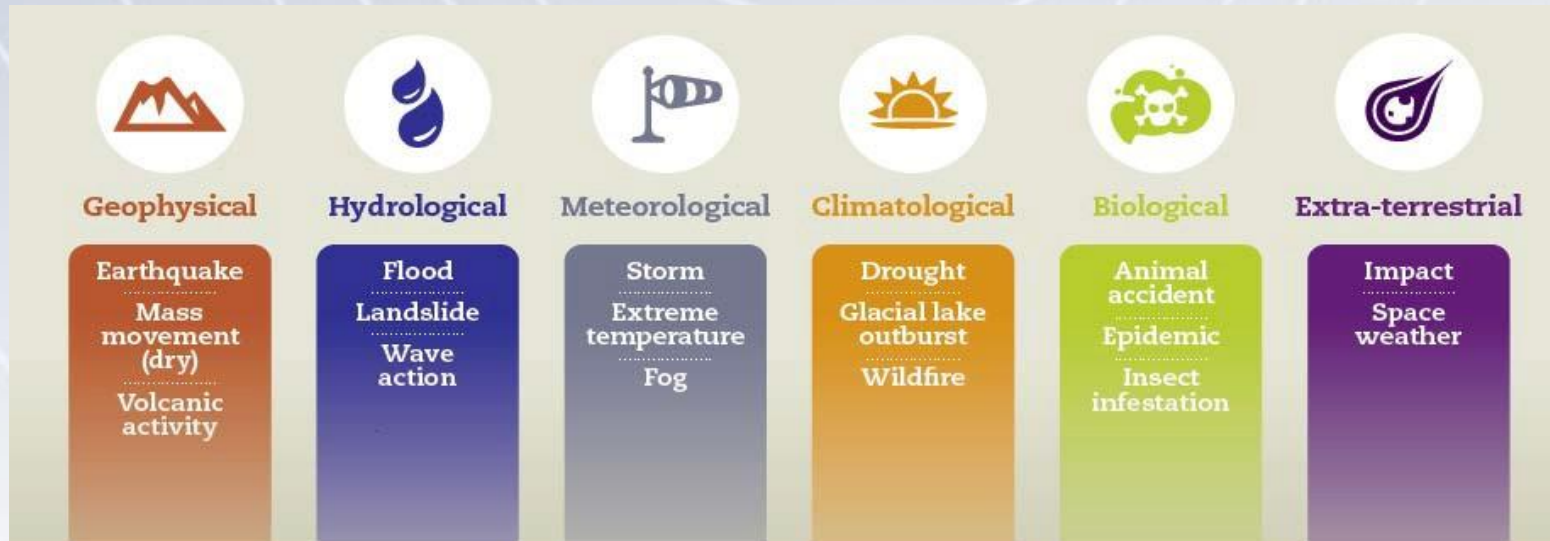 Geophysical
Earthquake
Mass
movement
(dry)
Volcanic
activity
Hydrological
Flood
Landslide
Wave
action
Meteorological
Storm
Extreme
temperature
Fog
Climatological
Drought
Glacial lake
outburst
Wildfire
Biological
Animal
accident
Epidemic
Insect
infestation
Extra-terrestrial
Impact
Space
weather